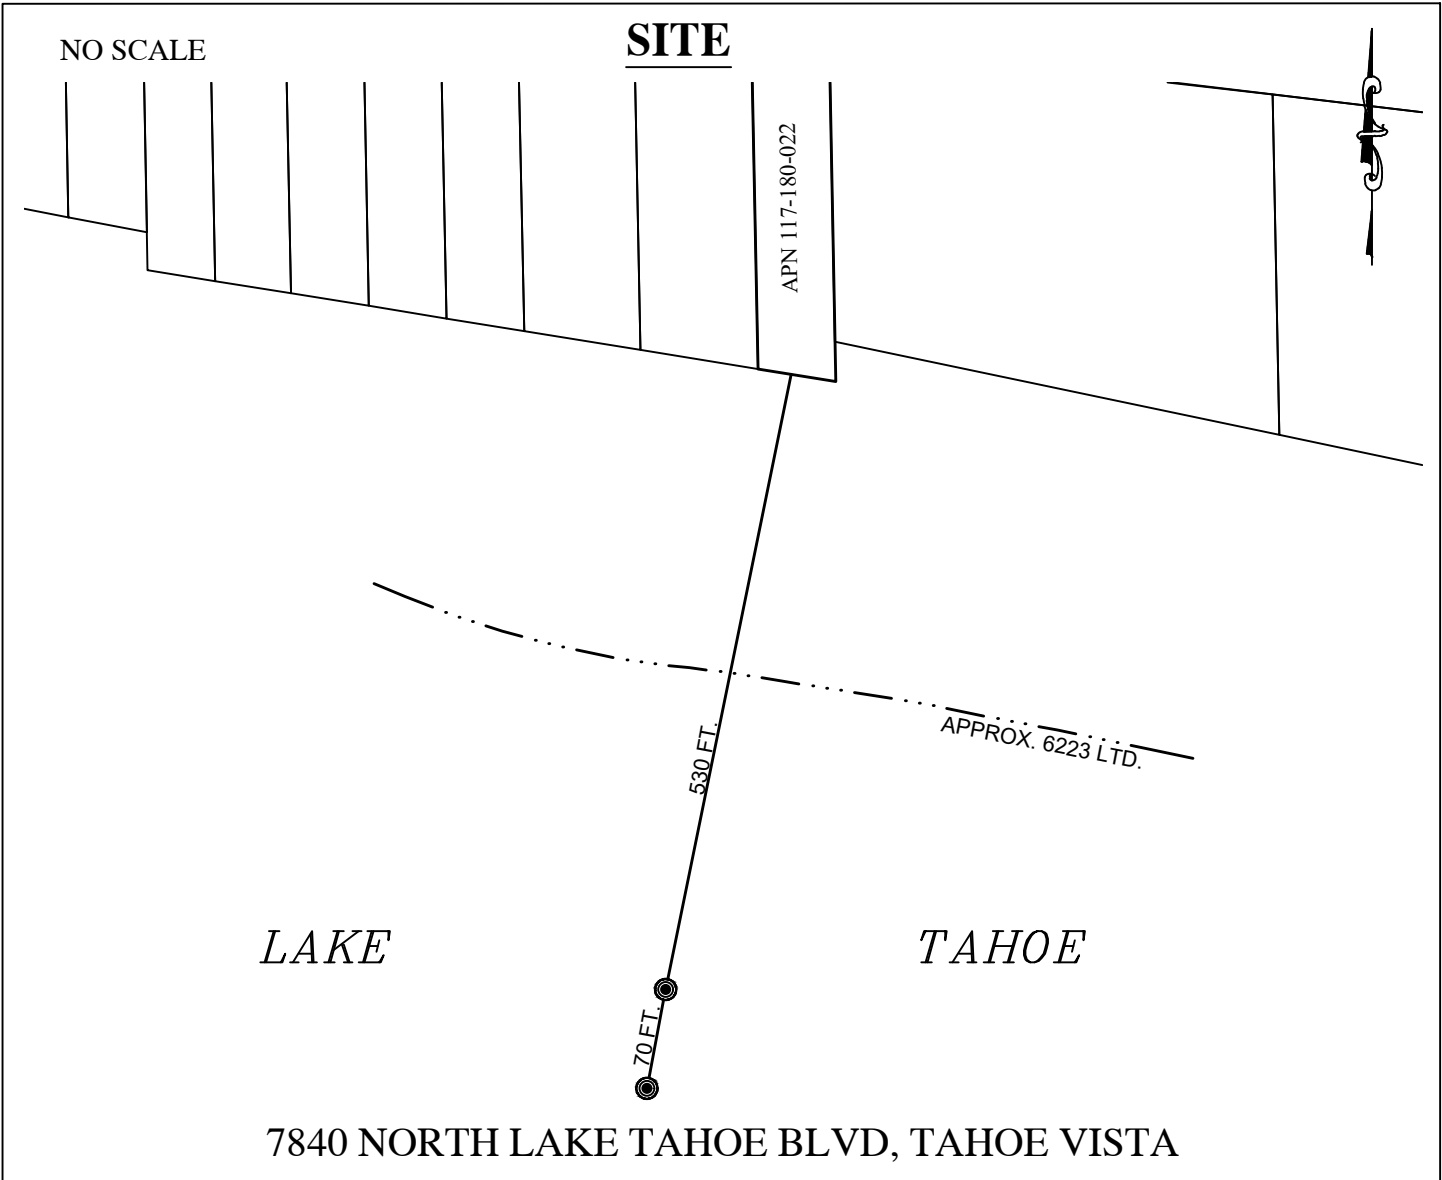 NO SCALE
SITE
APN 117-180-022
530 FT.
APPROX. 6223 LTD.
LAKE TAHOE
70 FT.
7840 NORTH LAKE TAHOE BLVD, TAHOE VISTA